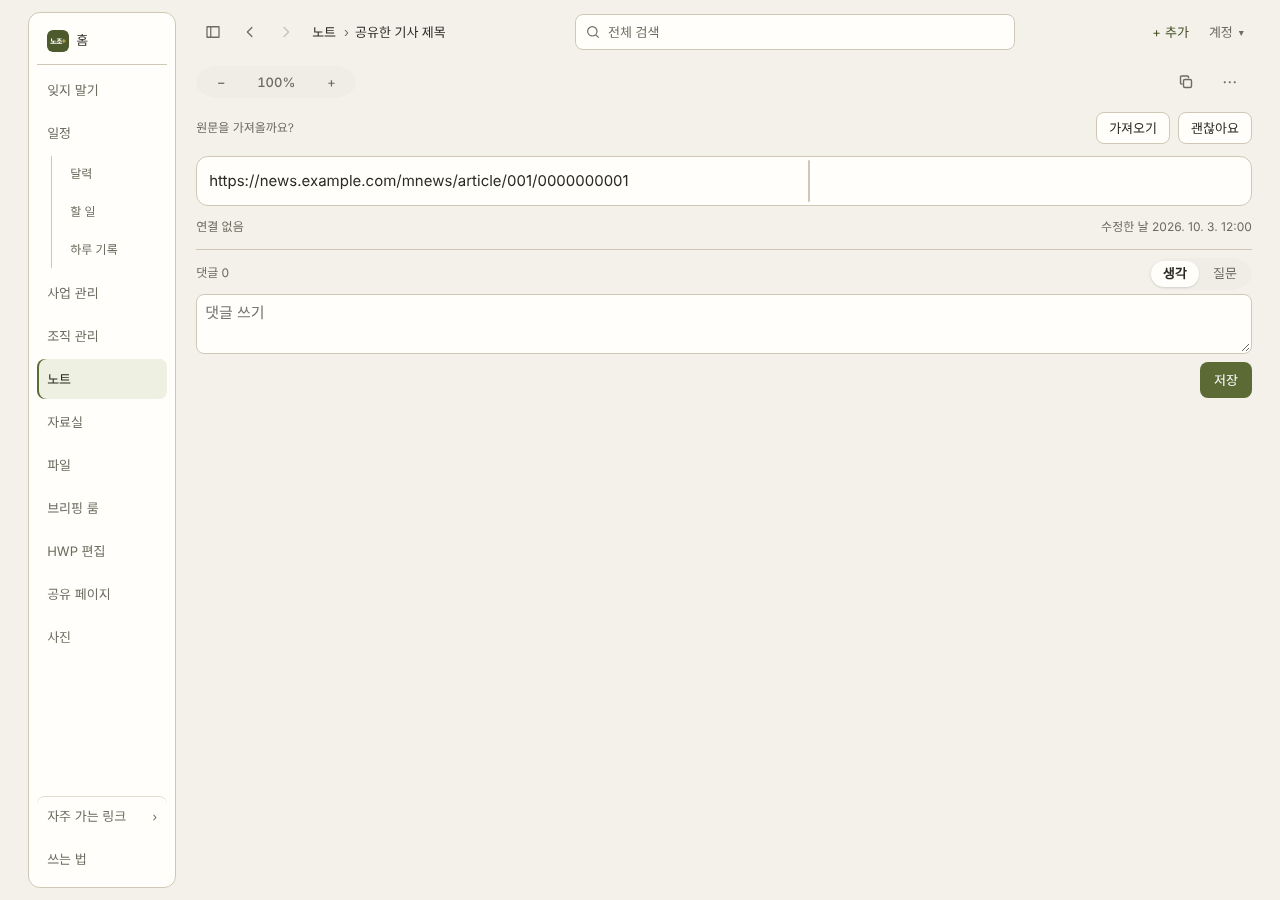 홈
잊지 말기
일정
달력
할 일
하루 기록
사업 관리
조직 관리
노트
자료실
파일
브리핑 룸
HWP 편집
공유 페이지
사진
자주 가는 링크 ›
쓰는 법
노트 › 공유한 기사 제목
전체 검색
+ 추가
계정 ▾
− 100% +
원문을 가져올까요?
가져오기
괜찮아요
https://news.example.com/mnews/article/001/0000000001
연결 없음
수정한 날 2026. 10. 3. 12:00
댓글 0
생각
질문
댓글 쓰기
저장